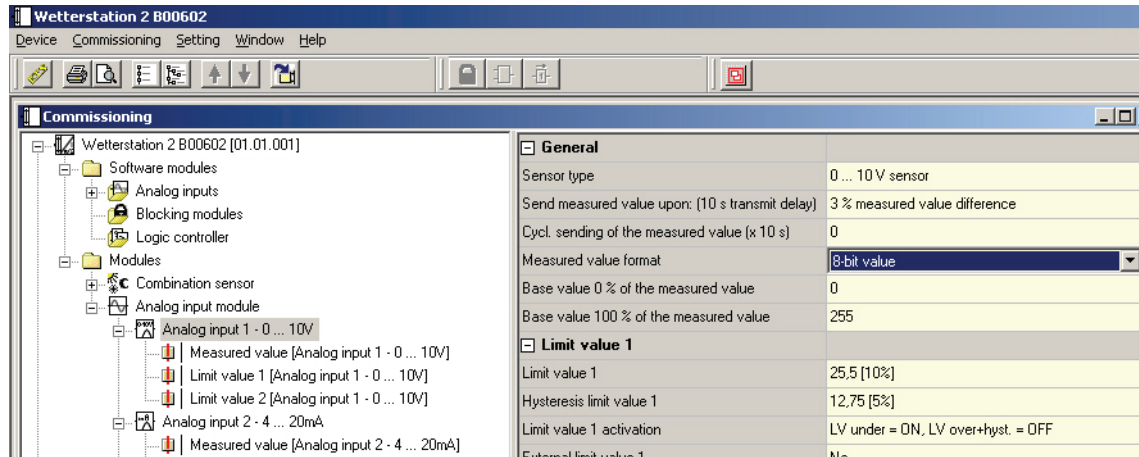 Wetterstation 2 B00602
Device Commissioning Setting Window Help
Commissioning
Wetterstation 2 B00602 [01.01.001]
Software modules
Analog inputs
Blocking modules
Logic controller
Modules
Combination sensor
Analog input module
Analog input 1 - 0 ... 10V
Measured value [Analog input 1 - 0 ... 10V]
Limit value 1 [Analog input 1 - 0 ... 10V]
Limit value 2 [Analog input 1 - 0 ... 10V]
Analog input 2 - 4 ... 20mA
Measured value [Analog input 2 - 4 ... 20mA]
General
Sensor type 0 ... 10 V sensor
Send measured value upon: (10 s transmit delay) 3 % measured value difference
Cycl. sending of the measured value (x 10 s) 0
Measured value format 8-bit value
Base value 0 % of the measured value 0
Base value 100 % of the measured value 255
Limit value 1
Limit value 1 25,5 [10%]
Hysteresis limit value 1 12,75 [5%]
Limit value 1 activation LV under = ON, LV over+hyst. = OFF
External limit value 1 No